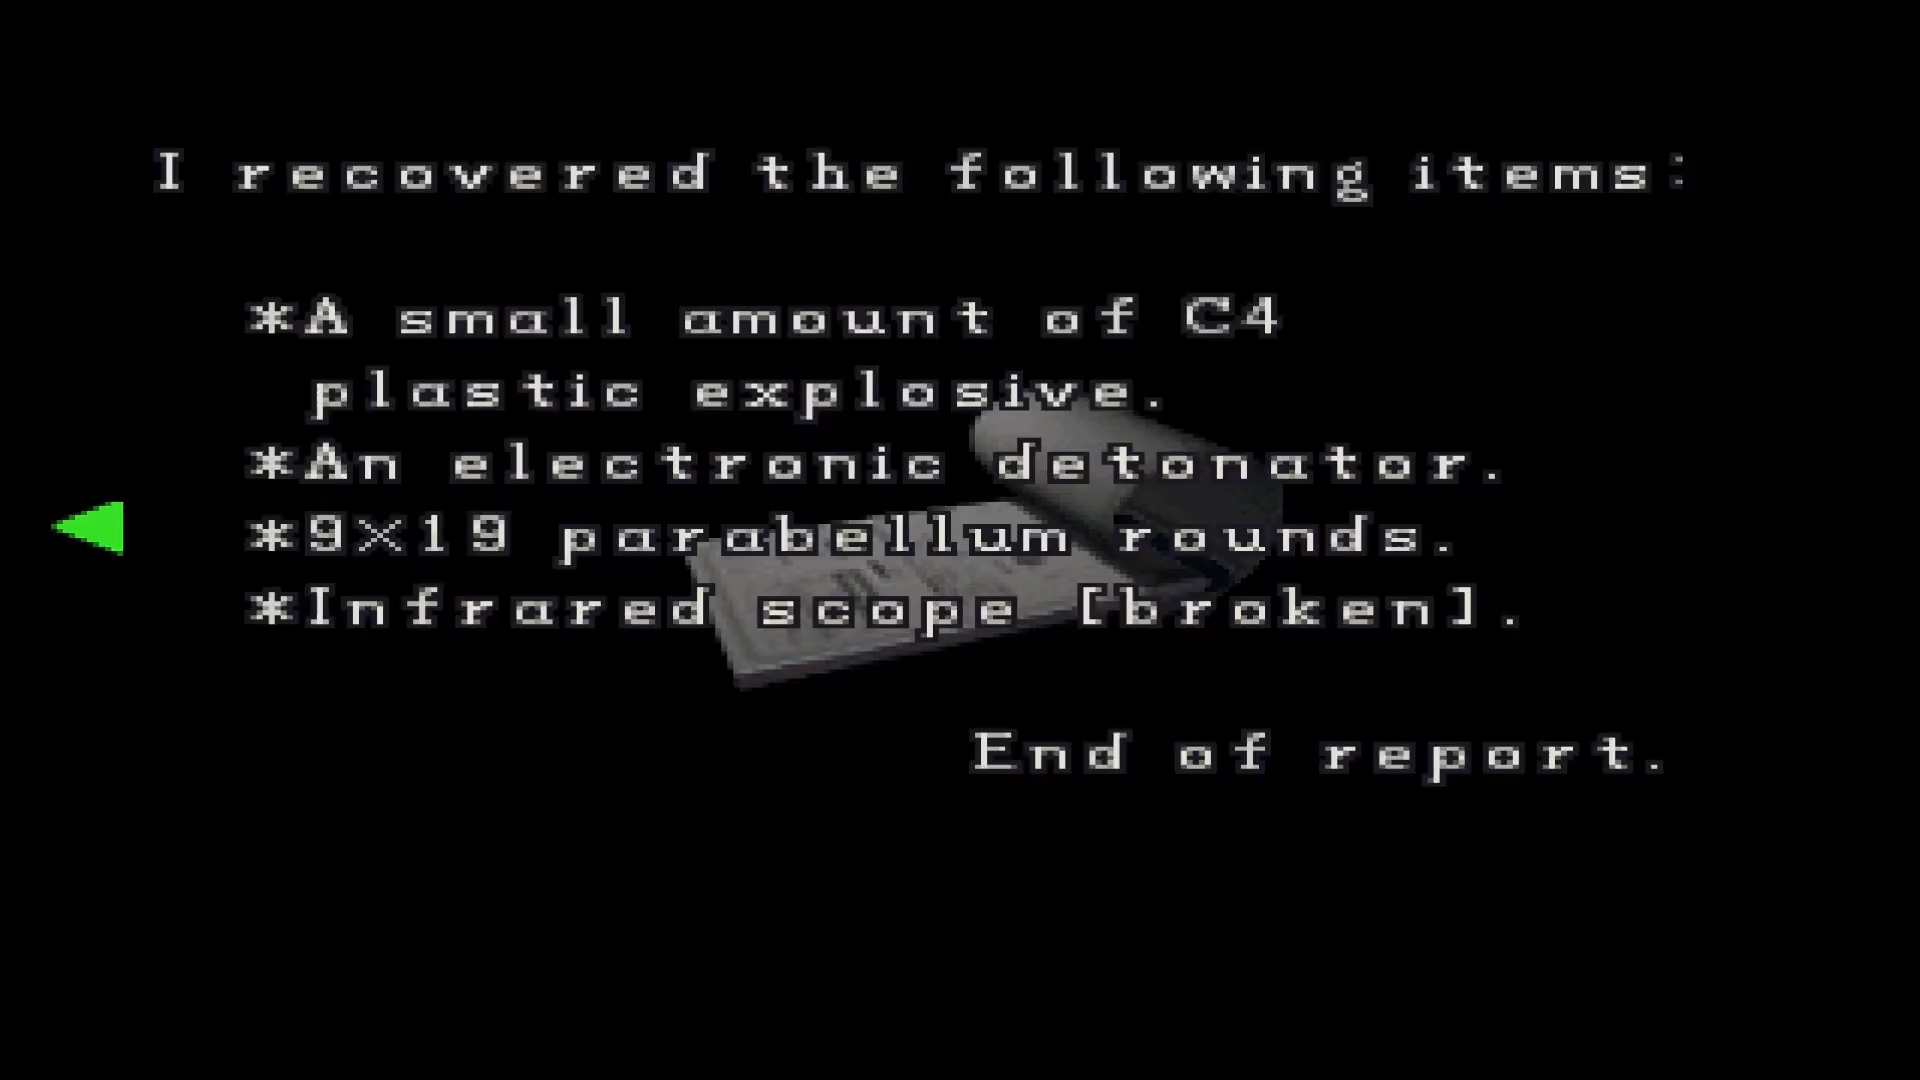 I recovered the following items:
*A small amount of C4
plastic explosive.
*An electronic detonator.
*9×19 parabellum rounds.
*Infrared scope [broken].
End of report.